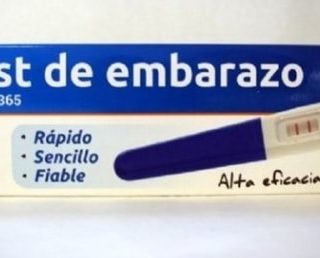 st de embarazo
365
• Rápido
• Sencillo
• Fiable
Alta eficacia